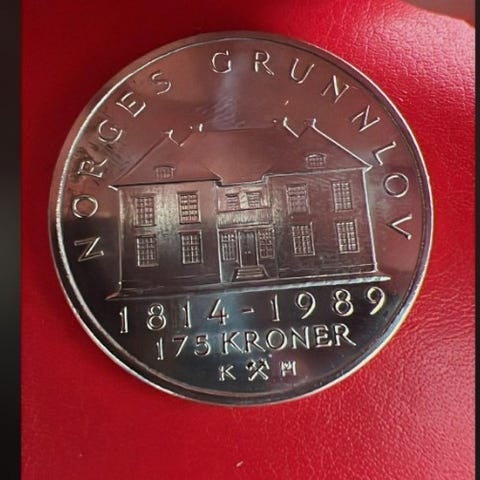 NORGES GRUNNLOV
1814-1989
175 KRONER
K M